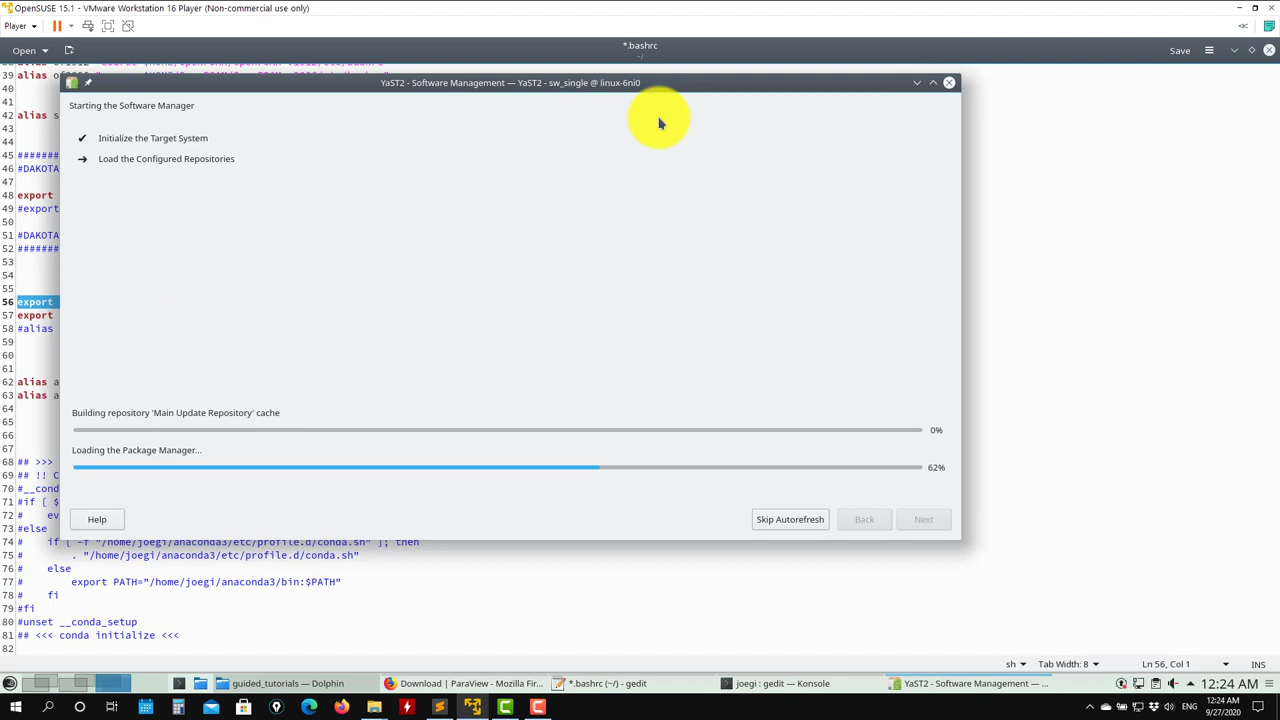 OpenSUSE 15.1 - VMware Workstation 16 Player (Non-commercial use only)
Player
Open
*.bashrc
~/
Save
39 alias
40
41
42 alias s
43
44
45 #######
46 #DAKOTA
47
48 export
49 #export
50
51 #DAKOTA
52 #######
53
54
55
56 export
57 export
58 #alias
59
60
61
62 alias a
63 alias a
64
65
66
67
68 ## >>>
69 ## !! C
70 #__cond
71 #if [ $
72 # ev
73 #else
74 # if [ -f "/home/joegi/anaconda3/etc/profile.d/conda.sh" ]; then
75 # . "/home/joegi/anaconda3/etc/profile.d/conda.sh"
76 # else
77 # export PATH="/home/joegi/anaconda3/bin:$PATH"
78 # fi
79 #fi
80 #unset __conda_setup
81 ## <<< conda initialize <<<
82
YaST2 - Software Management — YaST2 - sw_single @ linux-6ni0
Starting the Software Manager
Initialize the Target System
Load the Configured Repositories
Building repository 'Main Update Repository' cache
0%
Loading the Package Manager...
62%
Help
Skip Autorefresh
Back
Next
sh
Tab Width: 8
Ln 56, Col 1
INS
guided_tutorials — Dolphin
Download | ParaView - Mozilla Fir...
*.bashrc (~/) - gedit
joegi : gedit — Konsole
YaST2 - Software Management — ...
12:24 AM
ENG
12:24 AM
9/27/2020